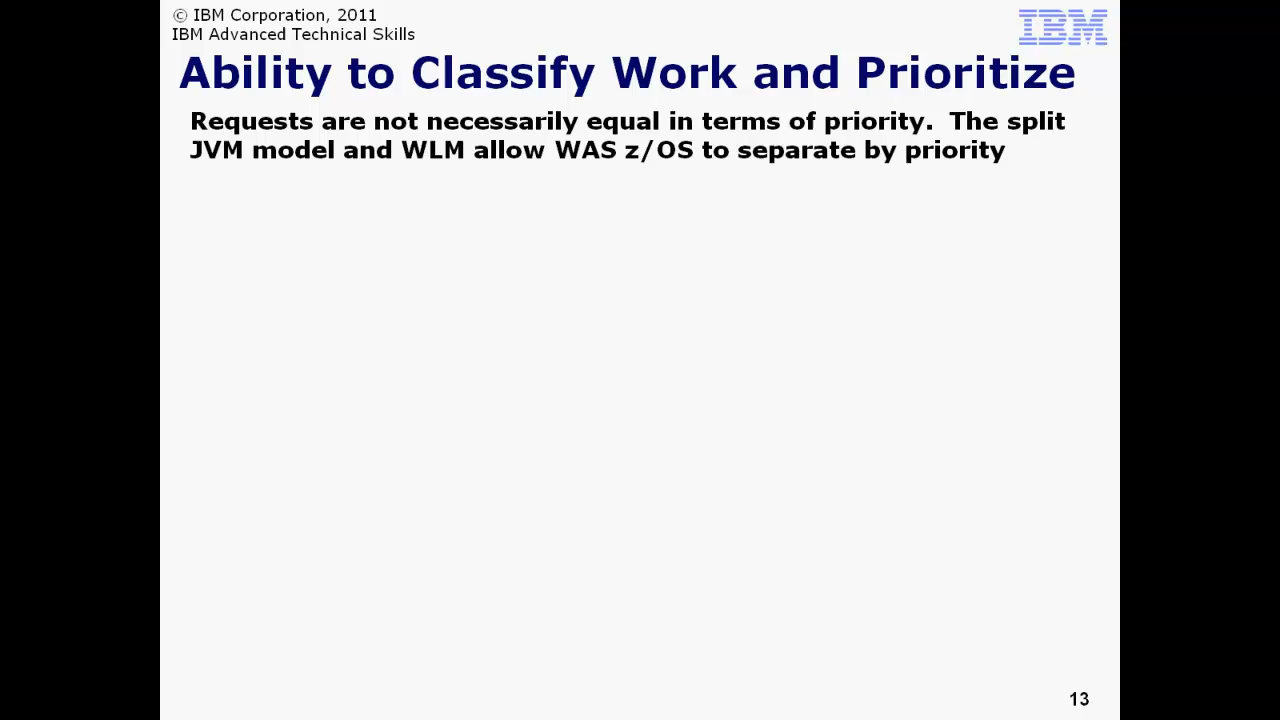 © IBM Corporation, 2011
IBM Advanced Technical Skills
IBM
Ability to Classify Work and Prioritize
Requests are not necessarily equal in terms of priority.  The split
JVM model and WLM allow WAS z/OS to separate by priority
13